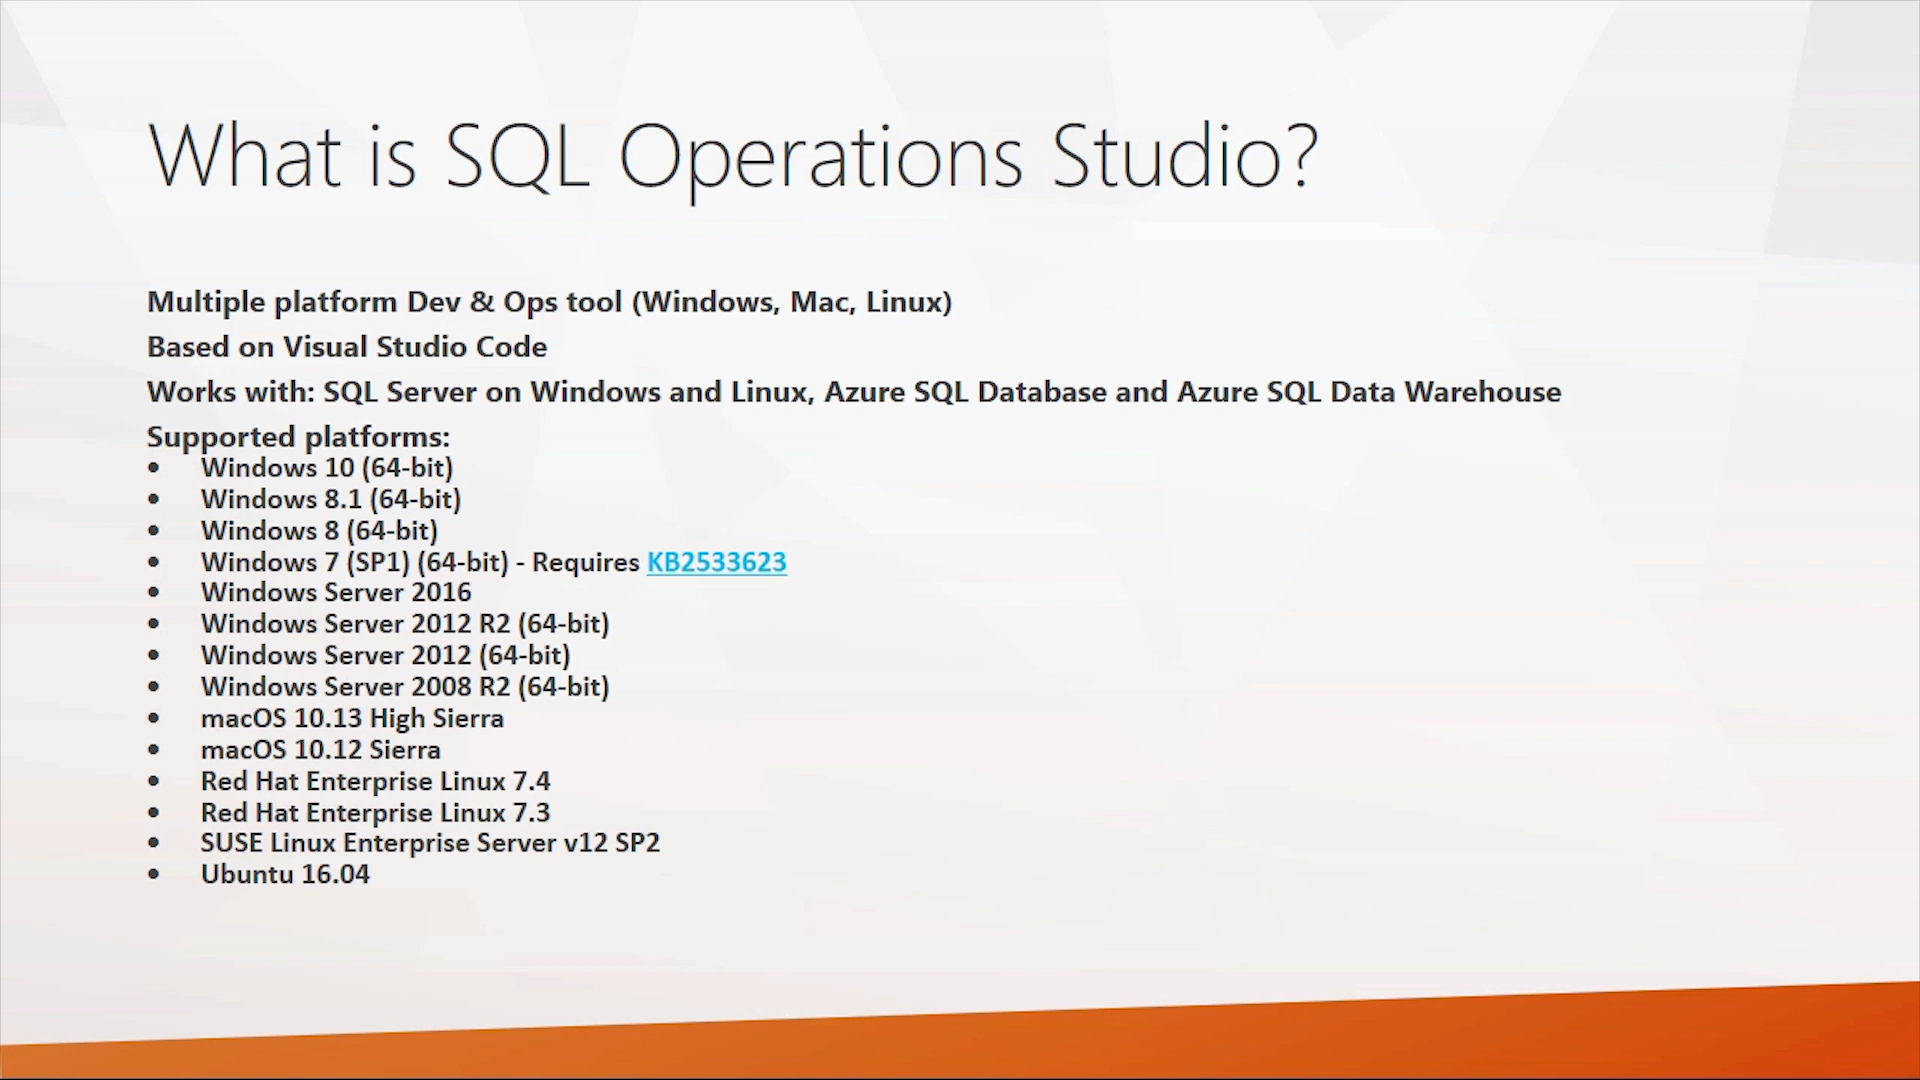 What is SQL Operations Studio?
Multiple platform Dev & Ops tool (Windows, Mac, Linux)
Based on Visual Studio Code
Works with: SQL Server on Windows and Linux, Azure SQL Database and Azure SQL Data Warehouse
Supported platforms:
• Windows 10 (64-bit)
• Windows 8.1 (64-bit)
• Windows 8 (64-bit)
• Windows 7 (SP1) (64-bit) - Requires KB2533623
• Windows Server 2016
• Windows Server 2012 R2 (64-bit)
• Windows Server 2012 (64-bit)
• Windows Server 2008 R2 (64-bit)
• macOS 10.13 High Sierra
• macOS 10.12 Sierra
• Red Hat Enterprise Linux 7.4
• Red Hat Enterprise Linux 7.3
• SUSE Linux Enterprise Server v12 SP2
• Ubuntu 16.04